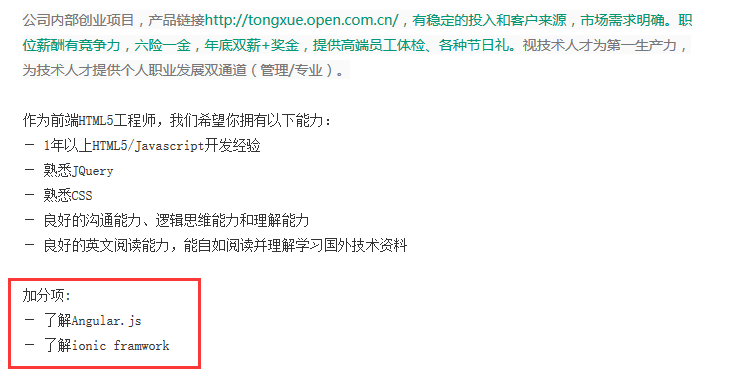 公司内部创业项目，产品链接http://tongxue.open.com.cn/，有稳定的投入和客户来源，市场需求明确。职
位薪酬有竞争力，六险一金，年底双薪+奖金，提供高端员工体检、各种节日礼。视技术人才为第一生产力，
为技术人才提供个人职业发展双通道（管理/专业）。
作为前端HTML5工程师，我们希望你拥有以下能力：
— 1年以上HTML5/Javascript开发经验
— 熟悉JQuery
— 熟悉CSS
— 良好的沟通能力、逻辑思维能力和理解能力
— 良好的英文阅读能力，能自如阅读并理解学习国外技术资料
加分项:
— 了解Angular.js
— 了解ionic framwork